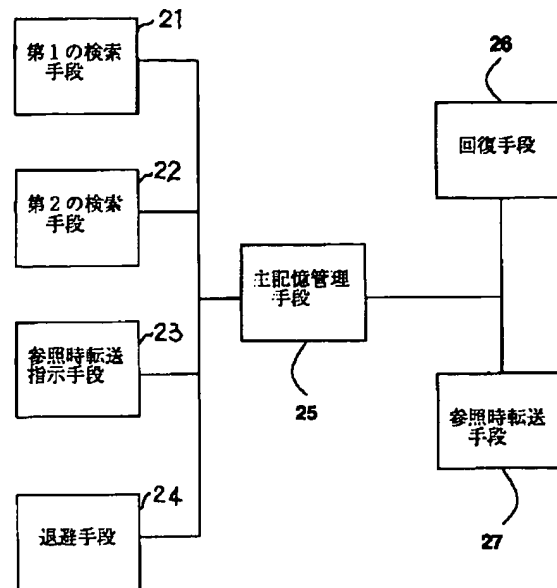 21
第1の検索
手段
22
第2の検索
手段
23
参照時転送
指示手段
24
退避手段
主記憶管理
手段
25
26
回復手段
参照時転送
手段
27